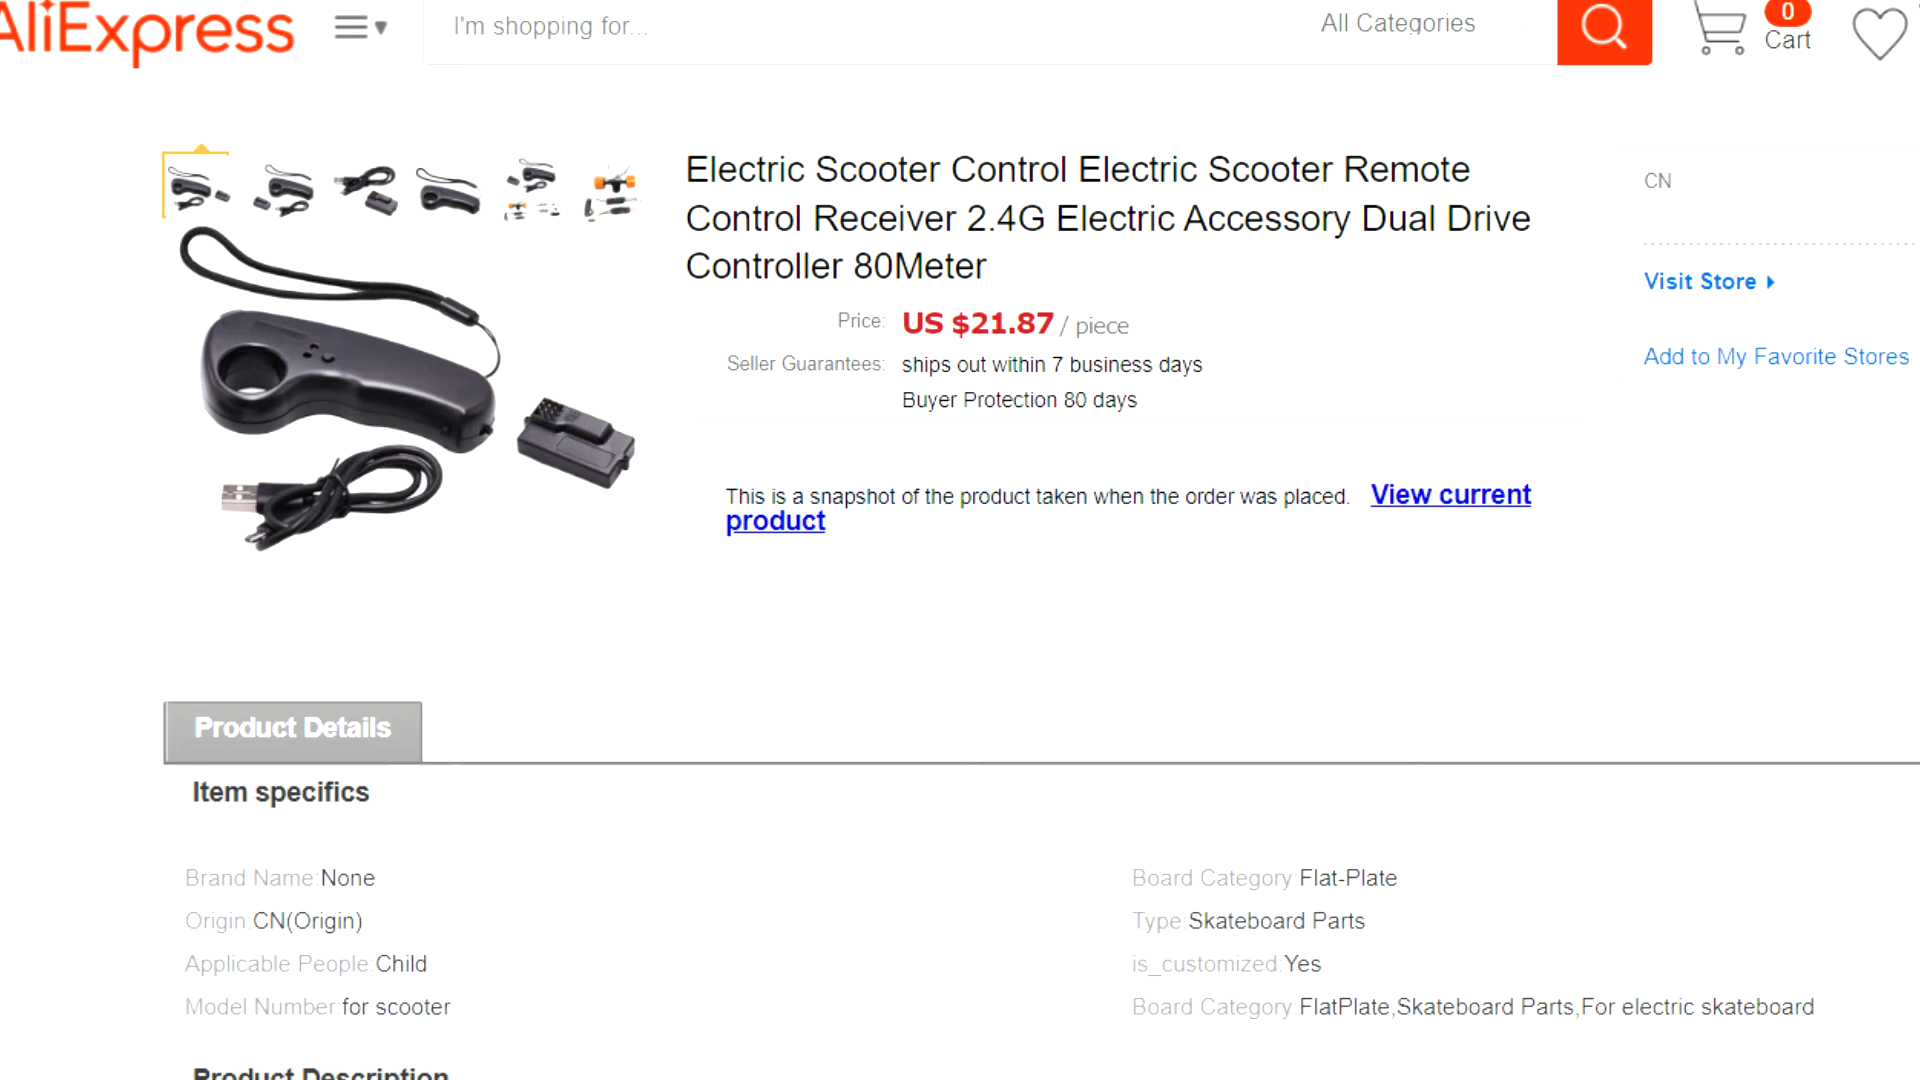 AliExpress
I'm shopping for...
All Categories
0
Cart
Electric Scooter Control Electric Scooter Remote
Control Receiver 2.4G Electric Accessory Dual Drive
Controller 80Meter
CN
Price: US $21.87 / piece
Visit Store
Seller Guarantees: ships out within 7 business days
Buyer Protection 80 days
Add to My Favorite Stores
This is a snapshot of the product taken when the order was placed. View current
product
Product Details
Item specifics
Brand Name:None
Board Category:Flat-Plate
Origin:CN(Origin)
Type:Skateboard Parts
Applicable People:Child
is_customized:Yes
Model Number:for scooter
Board Category:FlatPlate,Skateboard Parts,For electric skateboard
Product Description